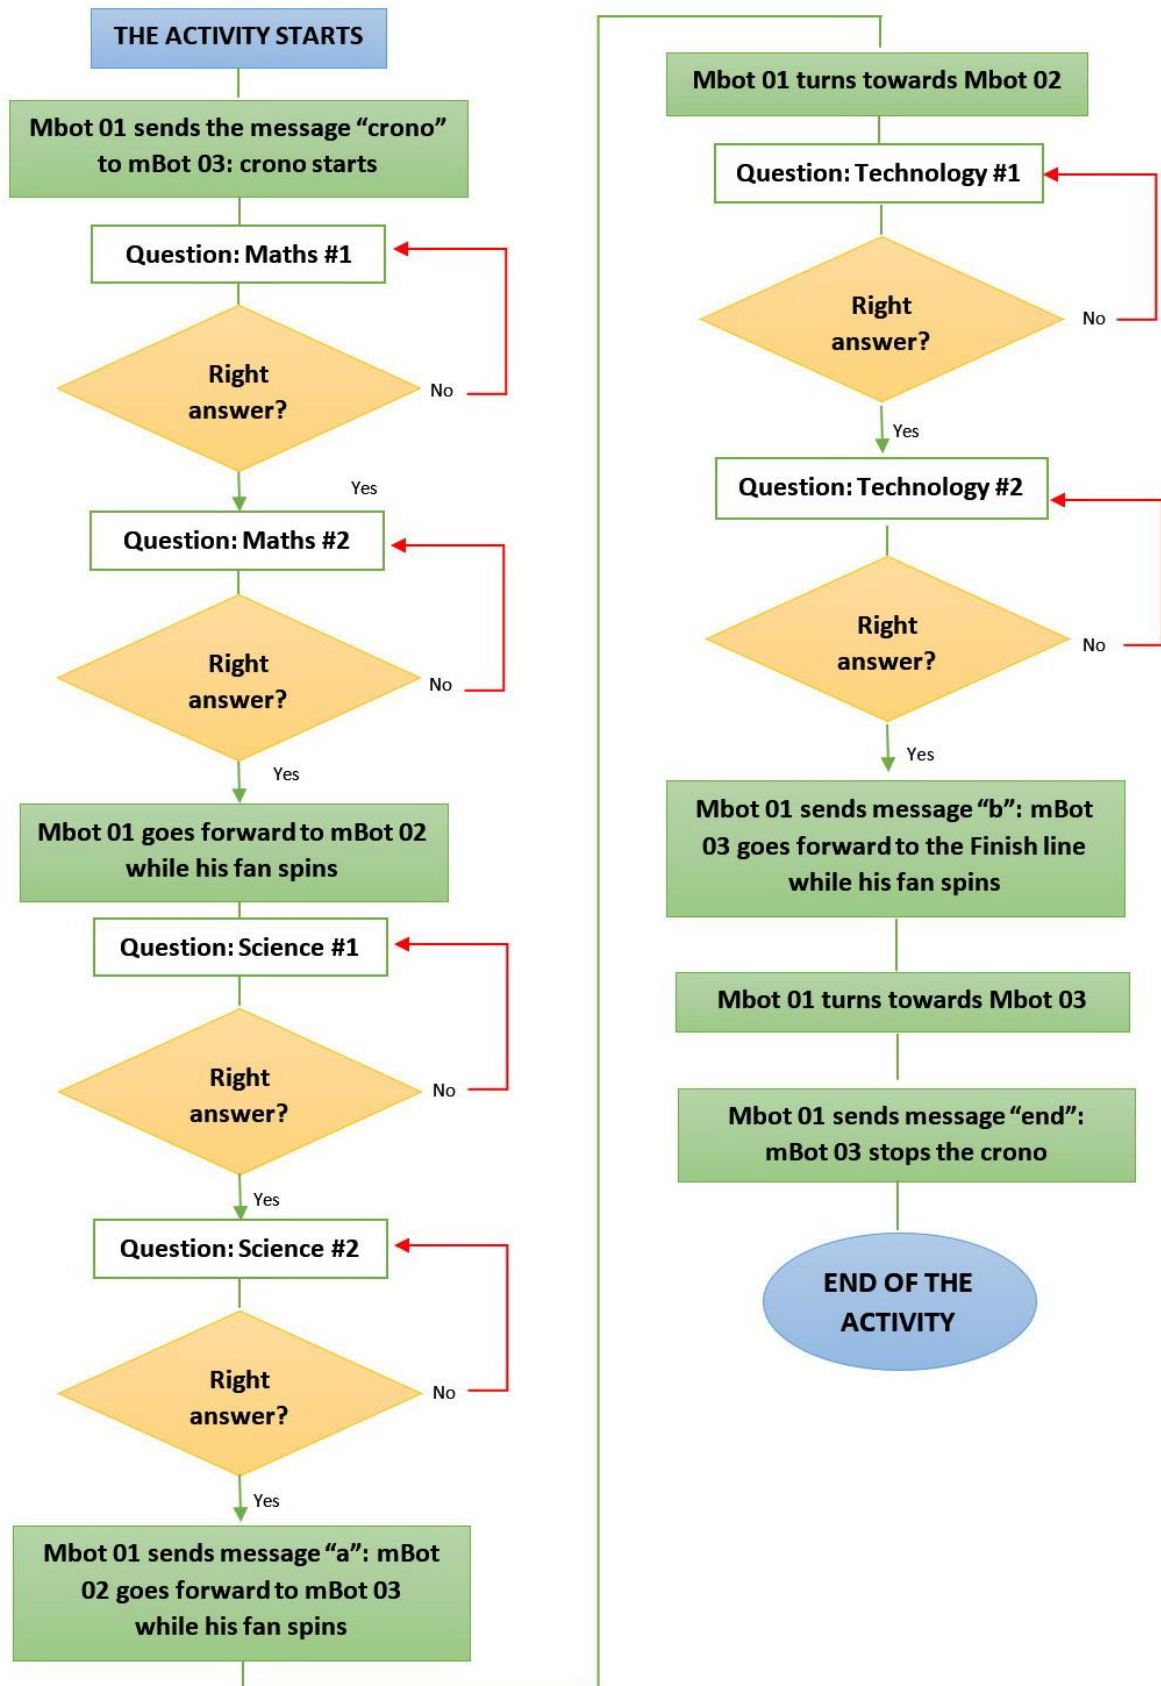 THE ACTIVITY STARTS
Mbot 01 sends the message “crono”
to mBot 03: crono starts
Question: Maths #1
Right
answer?
No
Yes
Question: Maths #2
Right
answer?
No
Yes
Mbot 01 goes forward to mBot 02
while his fan spins
Question: Science #1
Right
answer?
No
Yes
Question: Science #2
Right
answer?
No
Yes
Mbot 01 sends message “a”: mBot
02 goes forward to mBot 03
while his fan spins
Mbot 01 turns towards Mbot 02
Question: Technology #1
Right
answer?
No
Yes
Question: Technology #2
Right
answer?
No
Yes
Mbot 01 sends message “b”: mBot
03 goes forward to the Finish line
while his fan spins
Mbot 01 turns towards Mbot 03
Mbot 01 sends message “end”:
mBot 03 stops the crono
END OF THE
ACTIVITY